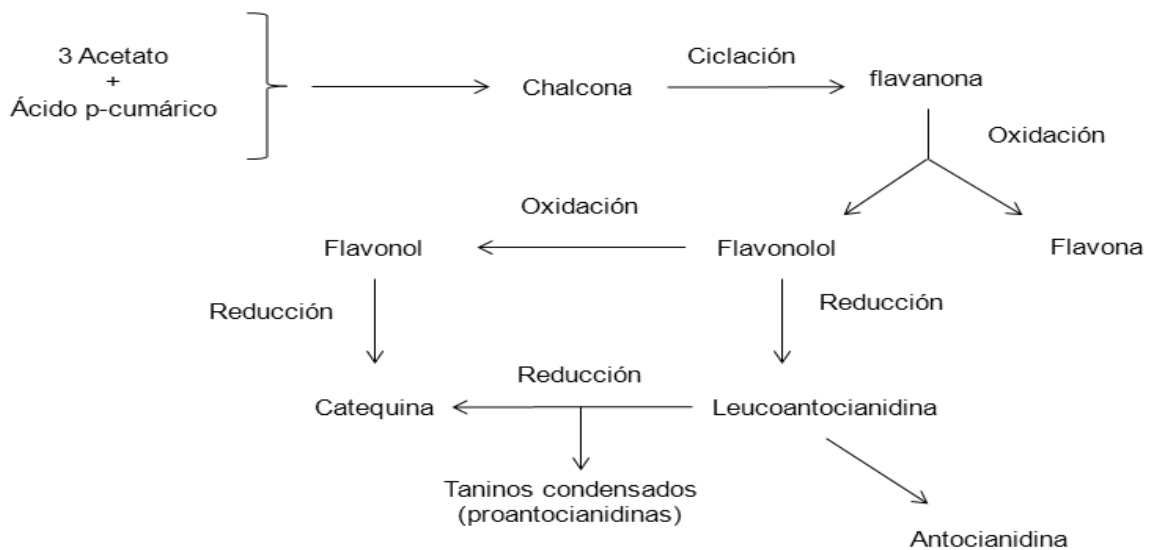 3 Acetato
+
Ácido p-cumárico
Chalcona
Ciclación
flavanona
Oxidación
Oxidación
Flavonol
Flavonolol
Flavona
Reducción
Reducción
Reducción
Catequina
Leucoantocianidina
Taninos condensados
(proantocianidinas)
Antocianidina